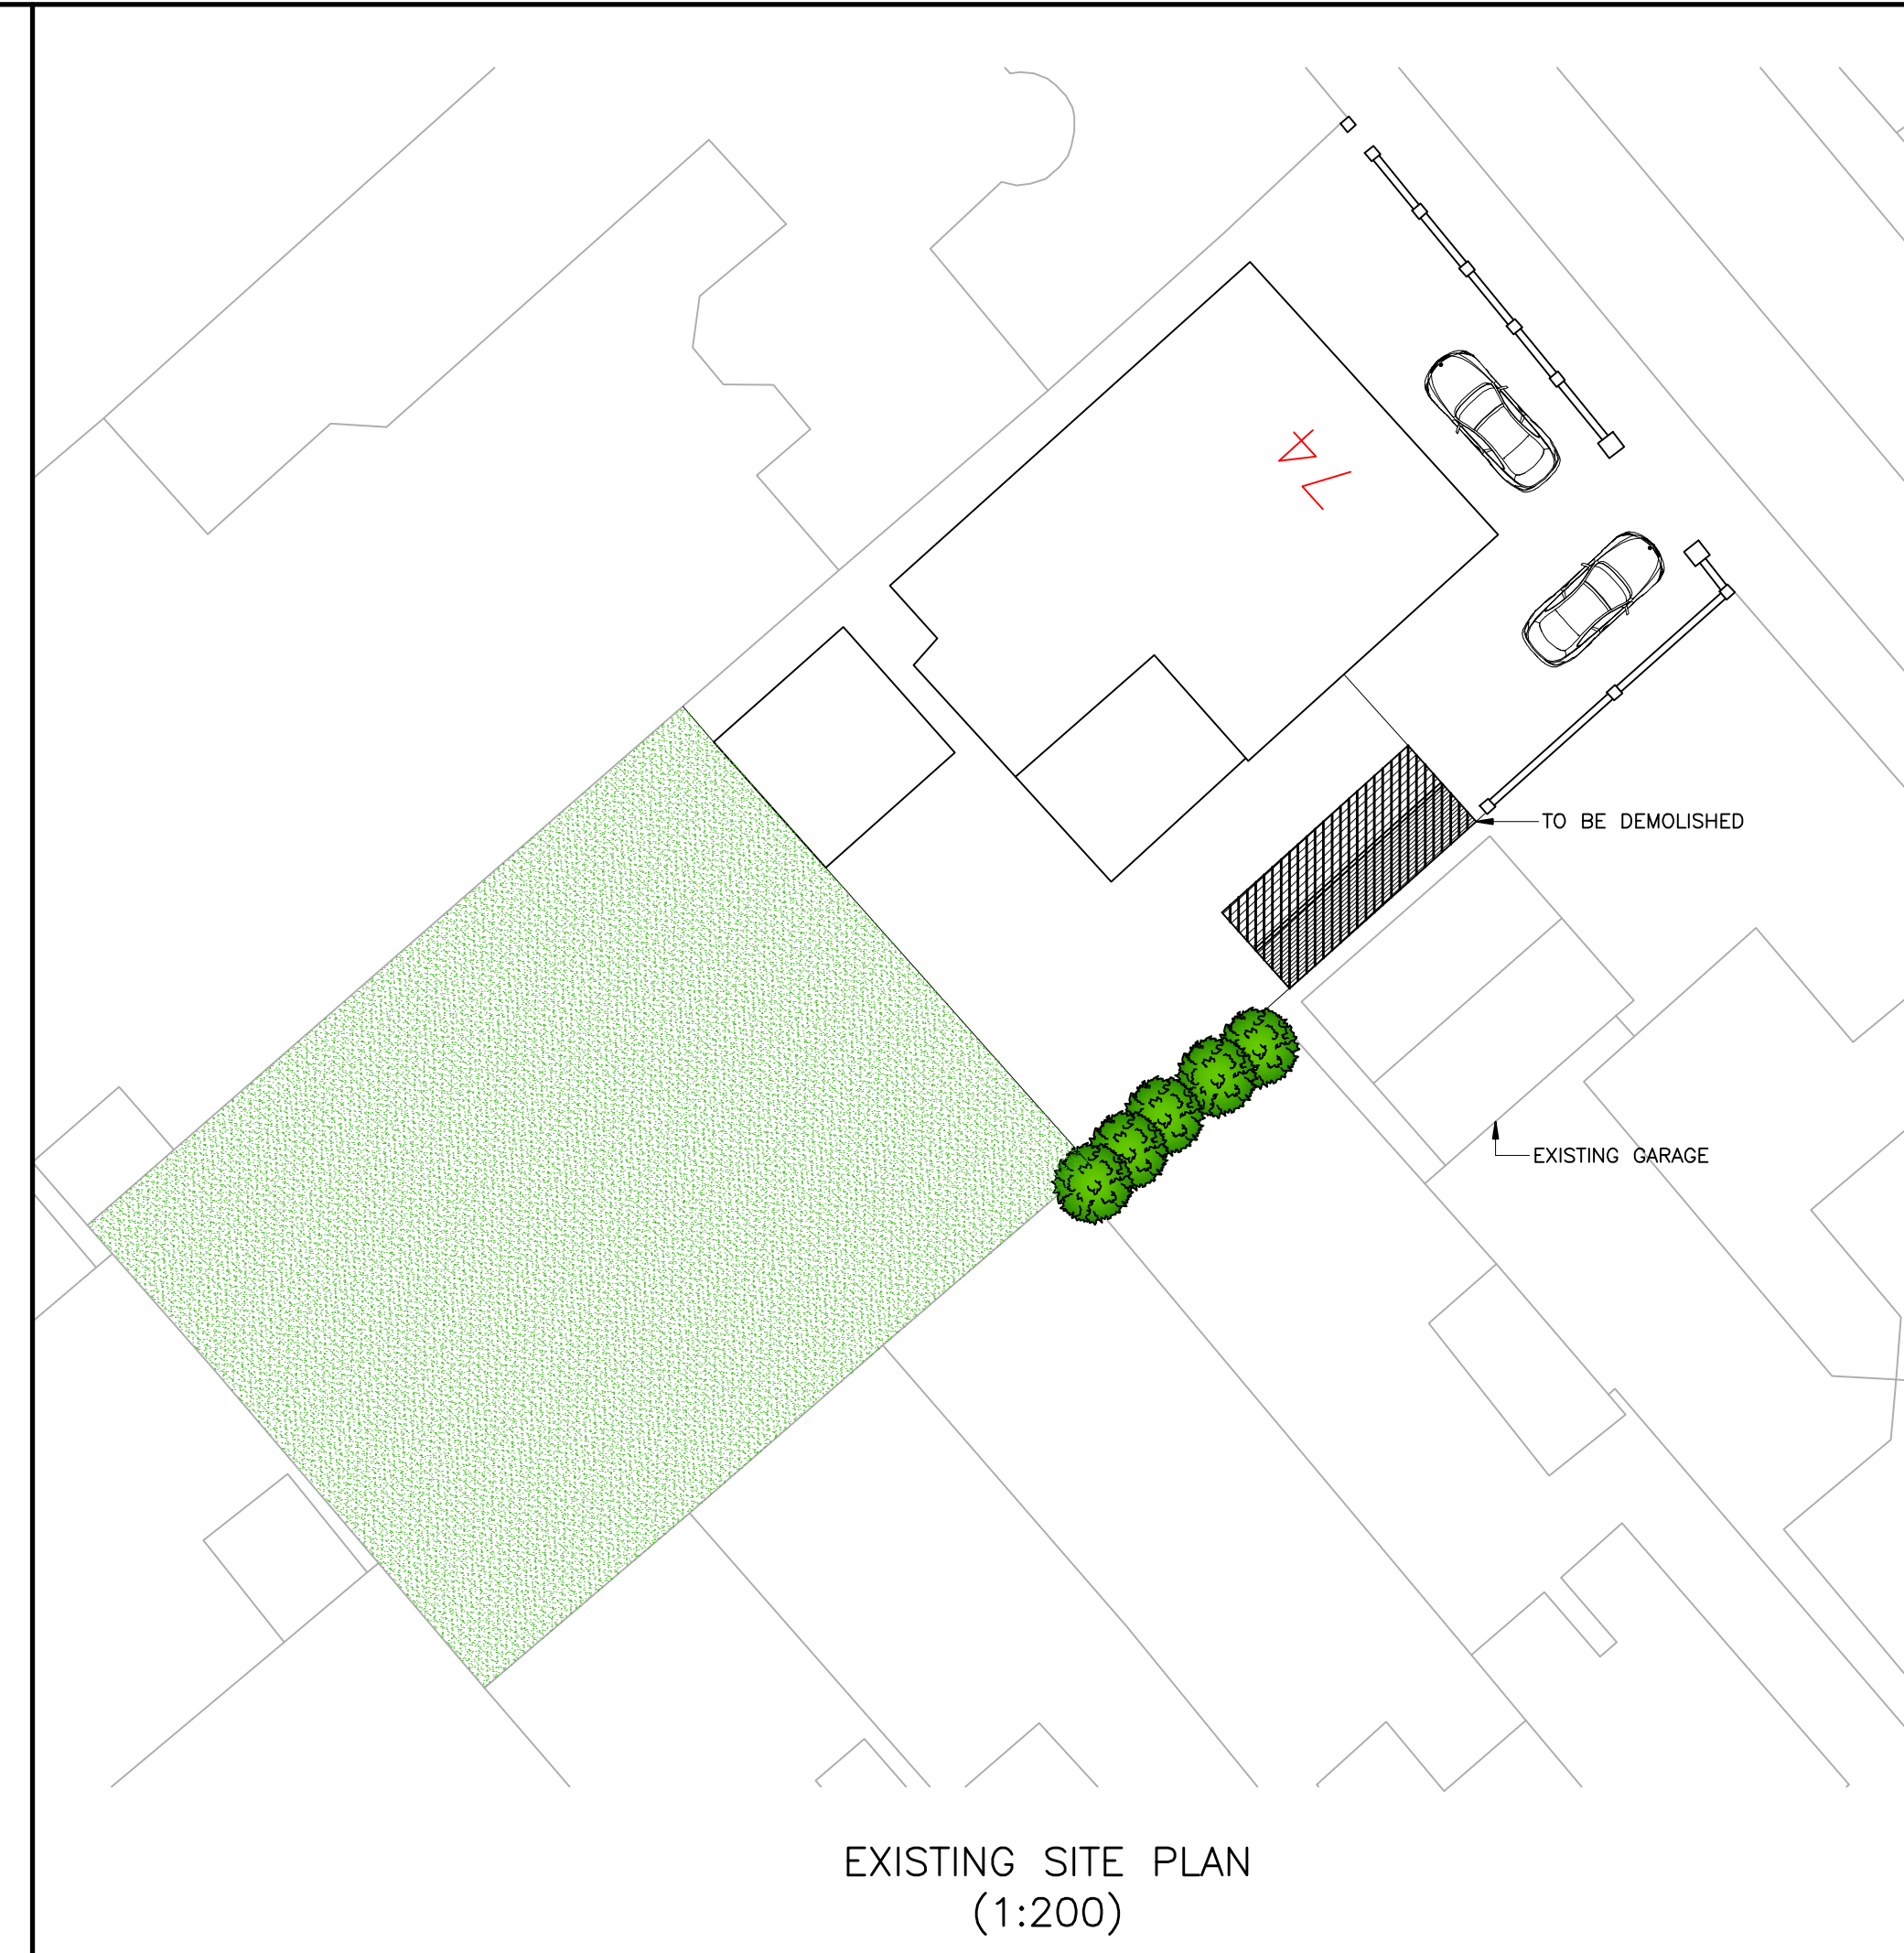 74
TO BE DEMOLISHED
EXISTING GARAGE
EXISTING SITE PLAN
(1:200)